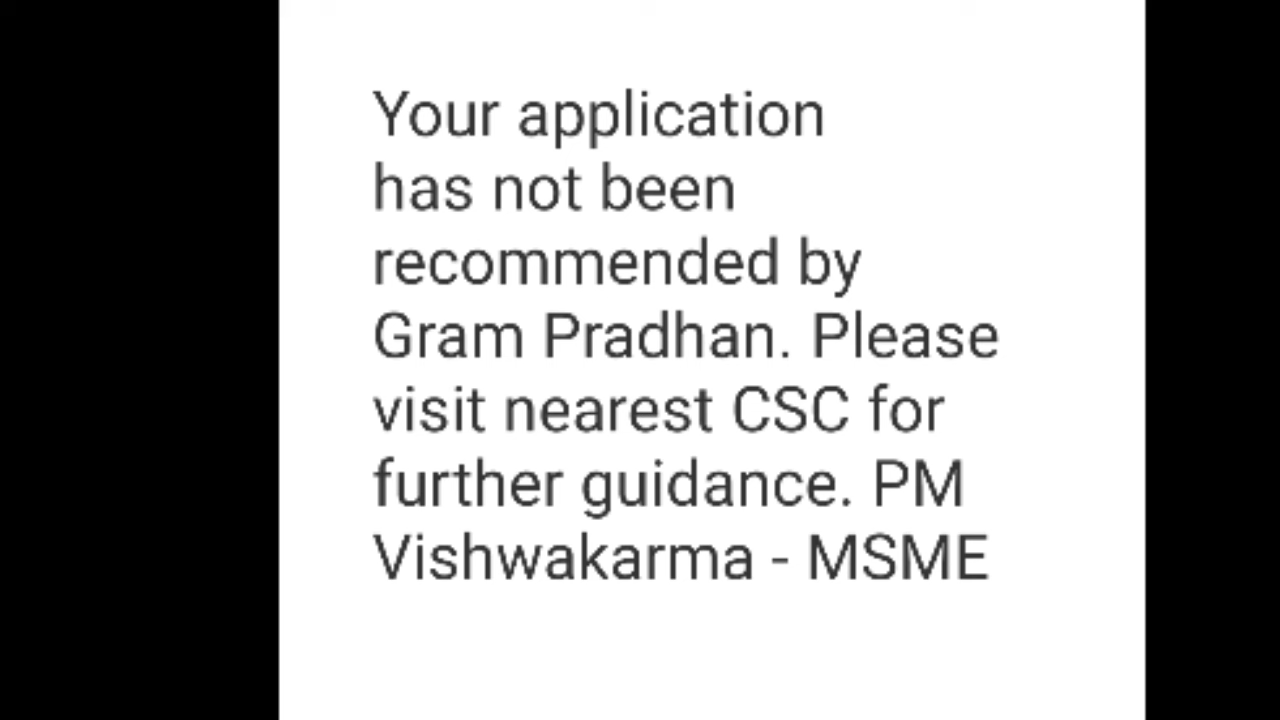 Your application
has not been
recommended by
Gram Pradhan. Please
visit nearest CSC for
further guidance. PM
Vishwakarma - MSME